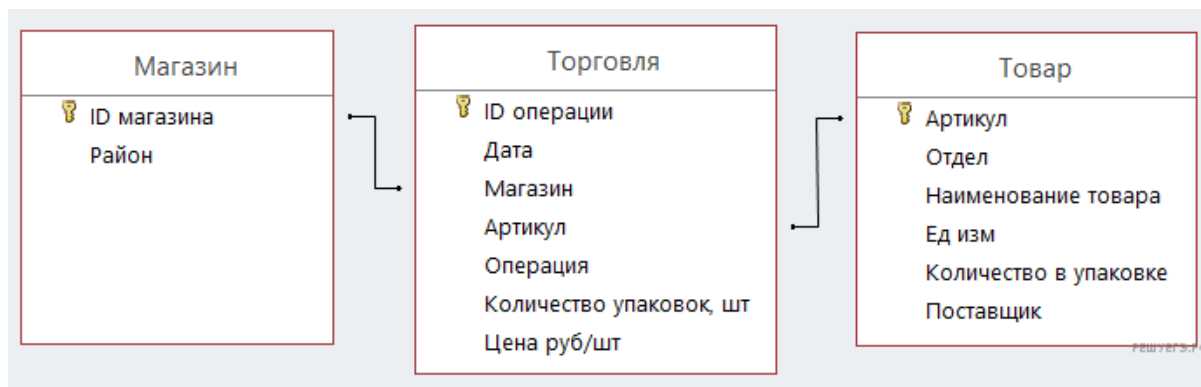 Магазин
ID магазина
Район
Торговля
ID операции
Дата
Магазин
Артикул
Операция
Количество упаковок, шт
Цена руб/шт
Товар
Артикул
Отдел
Наименование товара
Ед изм
Количество в упаковке
Поставщик